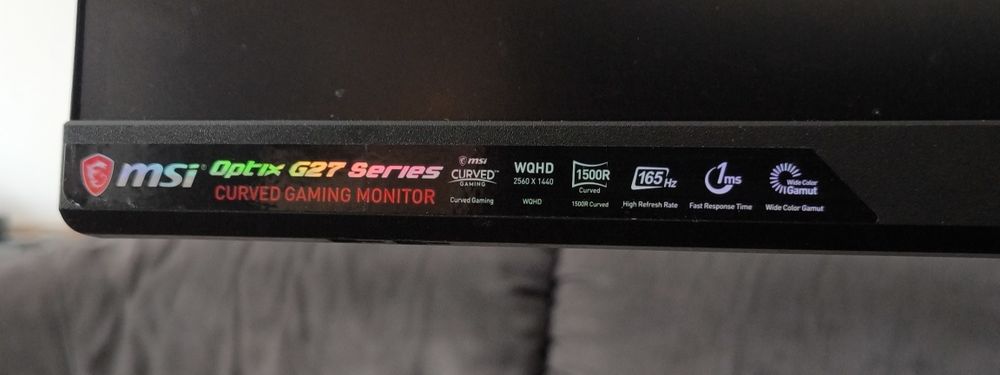 msi Optix G27 Series
CURVED GAMING MONITOR
msi
CURVED™
GAMING
Curved Gaming
WQHD
2560 X 1440
WQHD
1500R
Curved
1500R Curved
165Hz
High Refresh Rate
1ms
Fast Response Time
Wide Color
Gamut
Wide Color Gamut